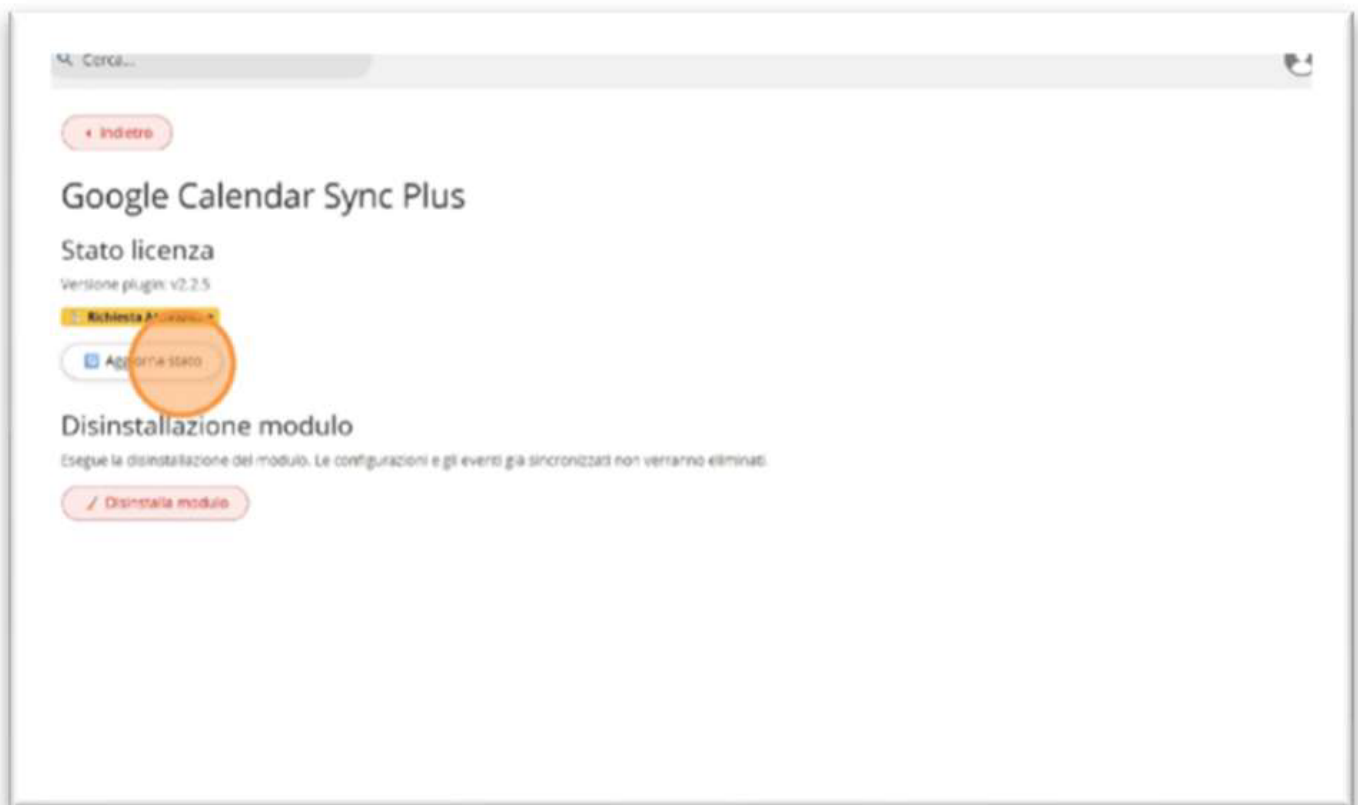 Cerca...
Indietro
Google Calendar Sync Plus
Stato licenza
Versione plugin: v2.2.5
Richiesta
Aggiorna stato
Disinstallazione modulo
Esegue la disinstallazione del modulo. Le configurazioni e gli eventi già sincronizzati non verranno eliminati.
Disinstalla modulo